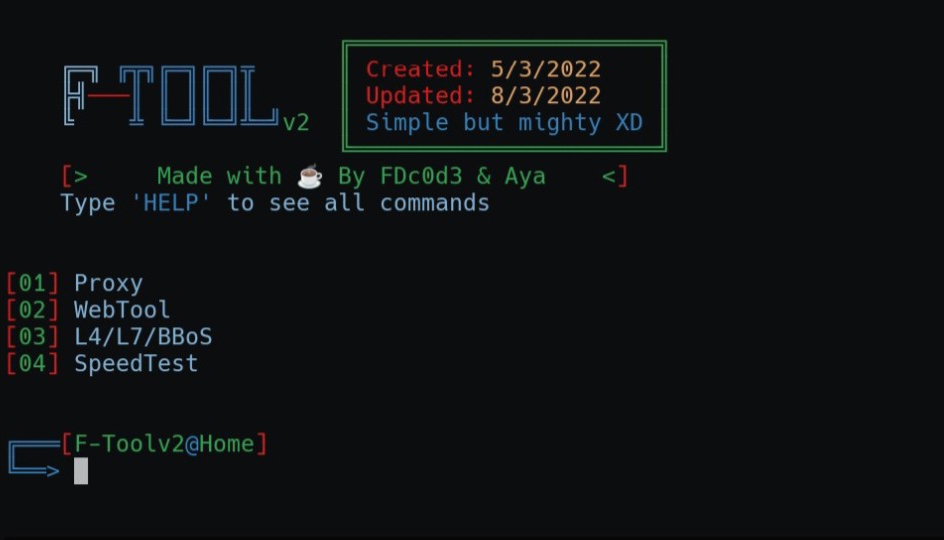 F-TOOL v2
Created: 5/3/2022
Updated: 8/3/2022
Simple but mighty XD
[> Made with ☕ By FDc0d3 & Aya <]
Type 'HELP' to see all commands
[01] Proxy
[02] WebTool
[03] L4/L7/BBoS
[04] SpeedTest
[F-Toolv2@Home]
>